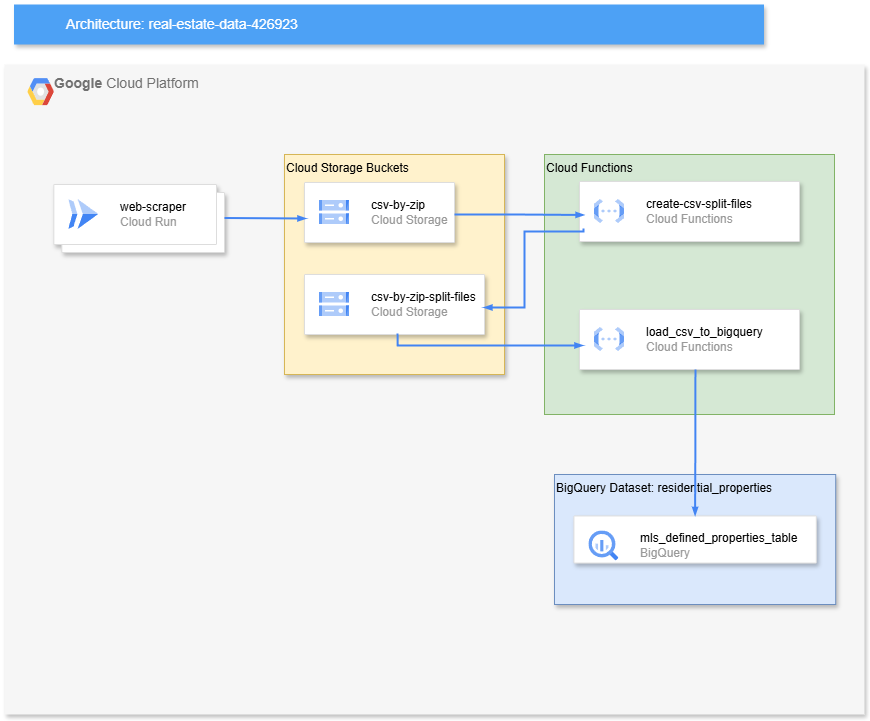 Architecture: real-estate-data-426923
Google Cloud Platform
Cloud Storage Buckets
Cloud Functions
web-scraper
Cloud Run
csv-by-zip
Cloud Storage
create-csv-split-files
Cloud Functions
csv-by-zip-split-files
Cloud Storage
load_csv_to_bigquery
Cloud Functions
BigQuery Dataset: residential_properties
mls_defined_properties_table
BigQuery